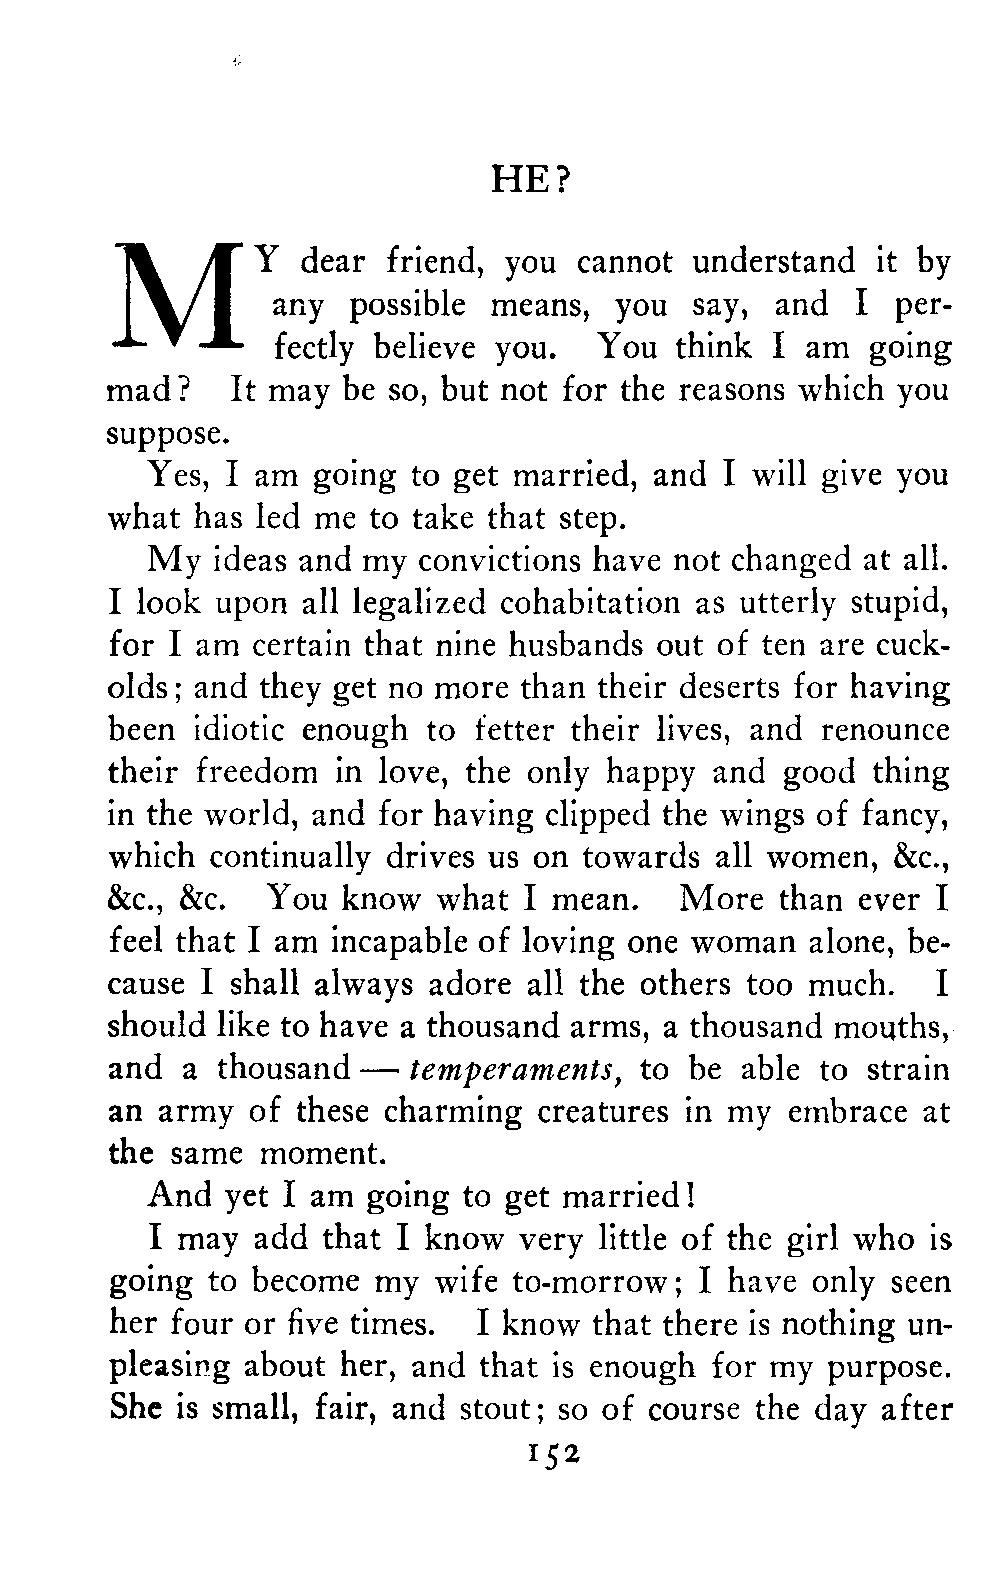 HE?
MY dear friend, you cannot understand it by
any possible means, you say, and I per-
fectly believe you. You think I am going
mad? It may be so, but not for the reasons which you
suppose.
Yes, I am going to get married, and I will give you
what has led me to take that step.
My ideas and my convictions have not changed at all.
I look upon all legalized cohabitation as utterly stupid,
for I am certain that nine husbands out of ten are cuck-
olds; and they get no more than their deserts for having
been idiotic enough to fetter their lives, and renounce
their freedom in love, the only happy and good thing
in the world, and for having clipped the wings of fancy,
which continually drives us on towards all women, &c.,
&c., &c. You know what I mean. More than ever I
feel that I am incapable of loving one woman alone, be-
cause I shall always adore all the others too much. I
should like to have a thousand arms, a thousand mouths,
and a thousand — temperaments, to be able to strain
an army of these charming creatures in my embrace at
the same moment.
And yet I am going to get married!
I may add that I know very little of the girl who is
going to become my wife to-morrow; I have only seen
her four or five times. I know that there is nothing un-
pleasing about her, and that is enough for my purpose.
She is small, fair, and stout; so of course the day after
152